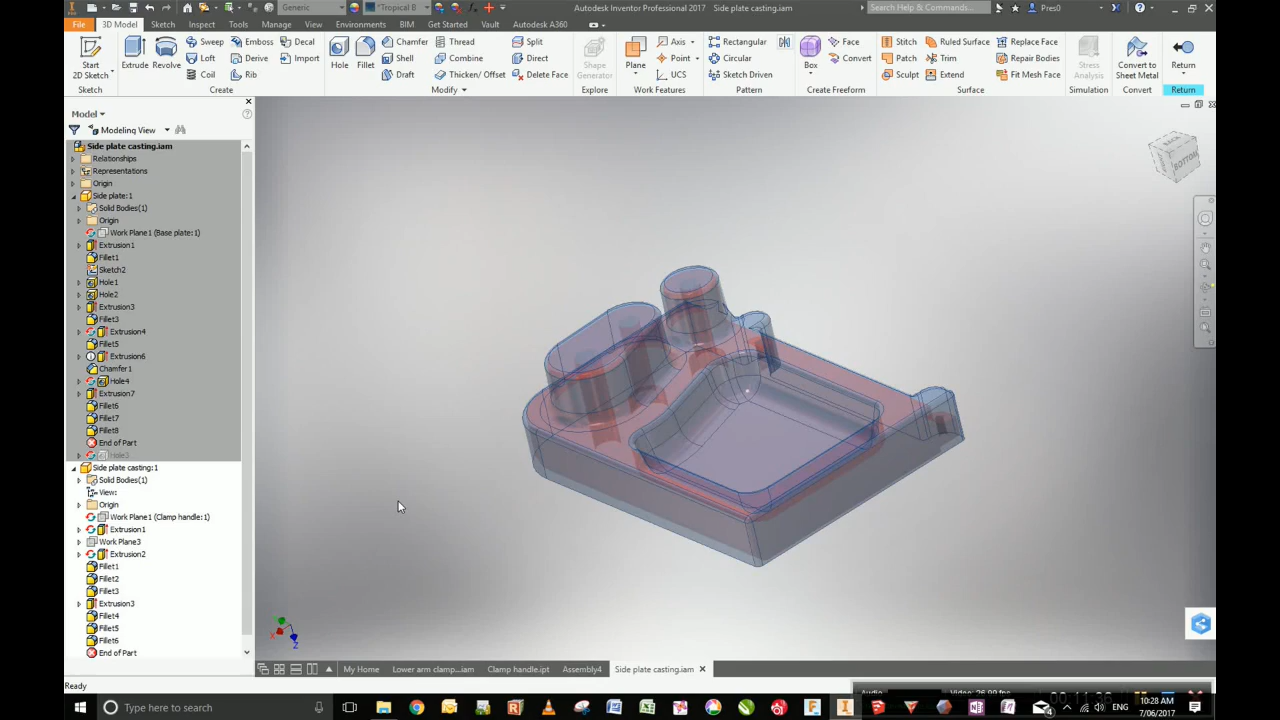 Generic
*Tropical B
Autodesk Inventor Professional 2017 Side plate casting.iam
Search Help & Commands...
Pres0
File 3D Model Sketch Inspect Tools Manage View Environments BIM Get Started Vault Autodesk A360
Start
2D Sketch
Extrude
Revolve
Sweep Emboss Decal
Loft Derive Import
Coil Rib
Hole
Fillet
Chamfer Thread Split
Shell Combine Direct
Draft Thicken/ Offset Delete Face
Shape
Generator
Plane
Axis
Point
UCS
Rectangular
Circular
Sketch Driven
Box
Face
Convert
Stitch Ruled Surface Replace Face
Patch Trim Repair Bodies
Sculpt Extend Fit Mesh Face
Stress
Analysis
Convert to
Sheet Metal
Return
Sketch Create Modify Explore Work Features Pattern Create Freeform Surface Simulation Convert Return
Model
Modeling View
Side plate casting.iam
Relationships
Representations
Origin
Side plate:1
Solid Bodies(1)
Origin
Work Plane1 (Base plate:1)
Extrusion1
Fillet1
Sketch2
Hole1
Hole2
Extrusion3
Fillet3
Extrusion4
Fillet5
Extrusion6
Chamfer1
Hole4
Extrusion7
Fillet6
Fillet7
Fillet8
End of Part
Hole3
Side plate casting:1
Solid Bodies(1)
View:
Origin
Work Plane1 (Clamp handle:1)
Extrusion1
Work Plane3
Extrusion2
Fillet1
Fillet2
Fillet3
Extrusion3
Fillet4
Fillet5
Fillet6
End of Part
BACK
BOTTOM
X
Z
My Home Lower arm clamp...iam Clamp handle.ipt Assembly4 Side plate casting.iam
Ready
Type here to search
ENG
10:28 AM
7/06/2017